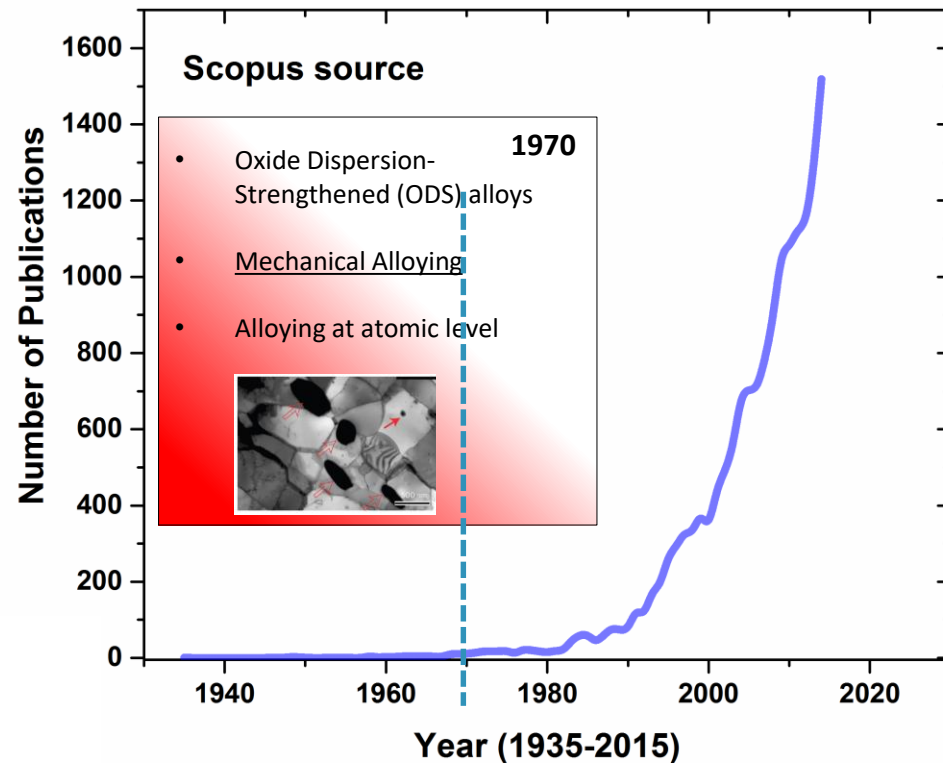 Scopus source
1970
• Oxide Dispersion-
Strengthened (ODS) alloys
• Mechanical Alloying
• Alloying at atomic level
Number of Publications
1600
1400
1200
1000
800
600
400
200
0
1940
1960
1980
2000
2020
Year (1935-2015)